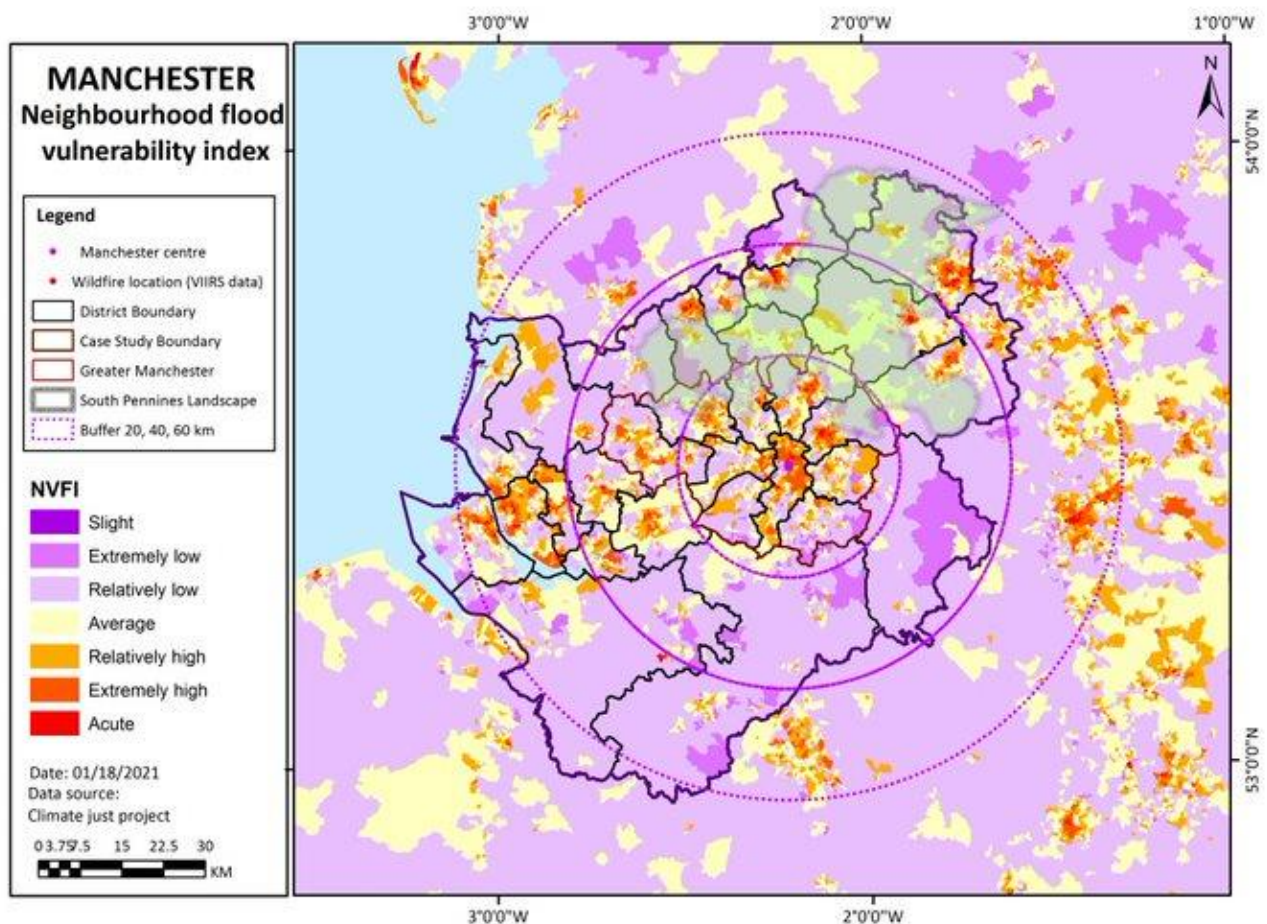 MANCHESTER
Neighbourhood flood
vulnerability index
Legend
Manchester centre
Wildfire location (VIIRS data)
District Boundary
Case Study Boundary
Greater Manchester
South Pennines Landscape
Buffer 20, 40, 60 km
NVFI
Slight
Extremely low
Relatively low
Average
Relatively high
Extremely high
Acute
Date: 01/18/2021
Data source:
Climate just project
0 3.75 7.5 15 22.5 30
KM
3°0'0"W 2°0'0"W 1°0'0"W
N
54°0'0"N
53°0'0"N
3°0'0"W 2°0'0"W